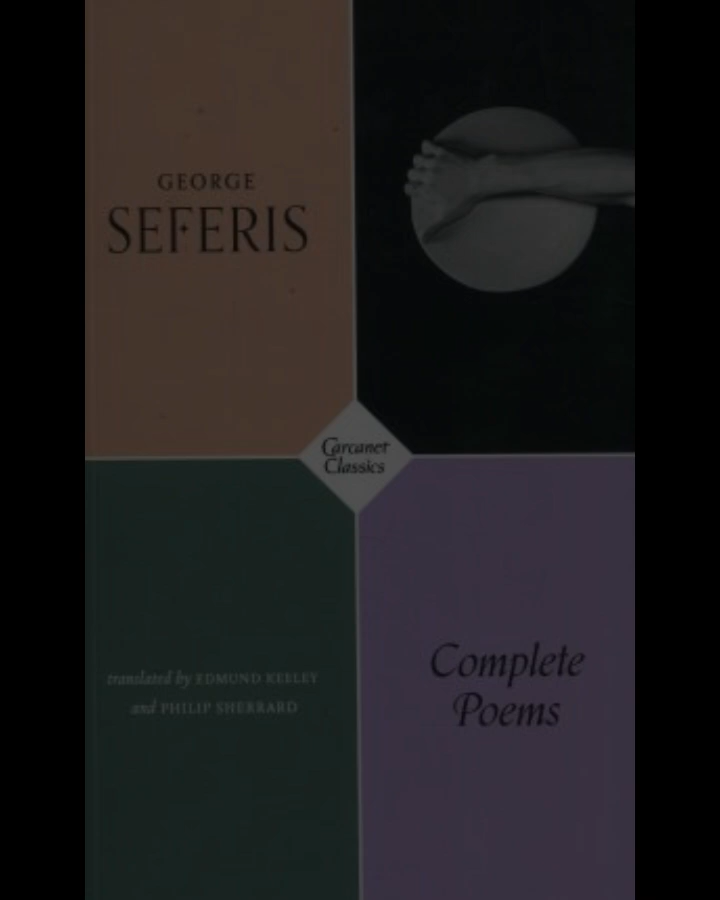 GEORGE
SEFERIS
Carcanet
Classics
translated by EDMUND KEELEY
and PHILIP SHERRARD
Complete
Poems